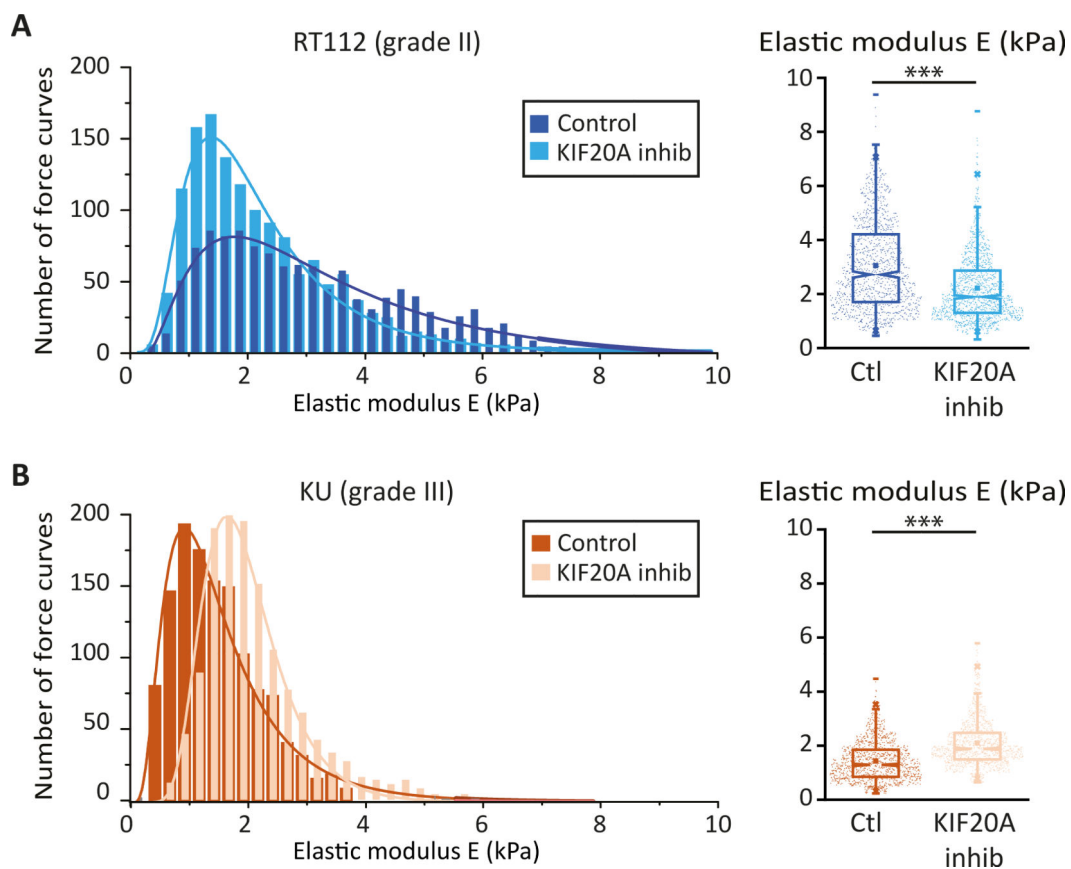 A
RT112 (grade II)
Number of force curves
200
150
100
50
0
0 2 4 6 8 10
Elastic modulus E (kPa)
Control
KIF20A inhib
Elastic modulus E (kPa)
***
10
8
6
4
2
0
Ctl KIF20A
inhib
B
KU (grade III)
Number of force curves
200
150
100
50
0
0 2 4 6 8 10
Elastic modulus E (kPa)
Control
KIF20A inhib
Elastic modulus E (kPa)
***
10
8
6
4
2
0
Ctl KIF20A
inhib